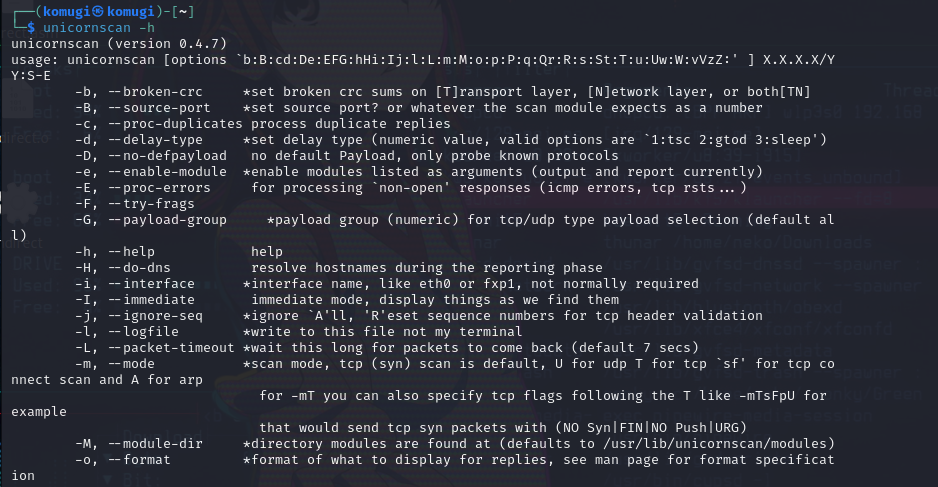 ┌──(komugi㉿komugi)-[~]
└─$ unicornscan -h
unicornscan (version 0.4.7)
usage: unicornscan [options `b:B:cd:De:EFG:hHi:Ij:l:L:m:M:o:p:P:q:Qr:R:s:St:T:u:Uw:W:vVzZ:' ] X.X.X.X/Y
Y:S-E
-b, --broken-crc *set broken crc sums on [T]ransport layer, [N]etwork layer, or both[TN]
-B, --source-port *set source port? or whatever the scan module expects as a number
-c, --proc-duplicates process duplicate replies
-d, --delay-type *set delay type (numeric value, valid options are `1:tsc 2:gtod 3:sleep')
-D, --no-defpayload no default Payload, only probe known protocols
-e, --enable-module *enable modules listed as arguments (output and report currently)
-E, --proc-errors for processing `non-open' responses (icmp errors, tcp rsts...)
-F, --try-frags
-G, --payload-group *payload group (numeric) for tcp/udp type payload selection (default al
l)
-h, --help help
-H, --do-dns resolve hostnames during the reporting phase
-i, --interface *interface name, like eth0 or fxp1, not normally required
-I, --immediate immediate mode, display things as we find them
-j, --ignore-seq *ignore `A'll, 'R'eset sequence numbers for tcp header validation
-l, --logfile *write to this file not my terminal
-L, --packet-timeout *wait this long for packets to come back (default 7 secs)
-m, --mode *scan mode, tcp (syn) scan is default, U for udp T for tcp `sf' for tcp co
nnect scan and A for arp
for -mT you can also specify tcp flags following the T like -mTsFpU for
example
that would send tcp syn packets with (NO Syn|FIN|NO Push|URG)
-M, --module-dir *directory modules are found at (defaults to /usr/lib/unicornscan/modules)
-o, --format *format of what to display for replies, see man page for format specificat
ion